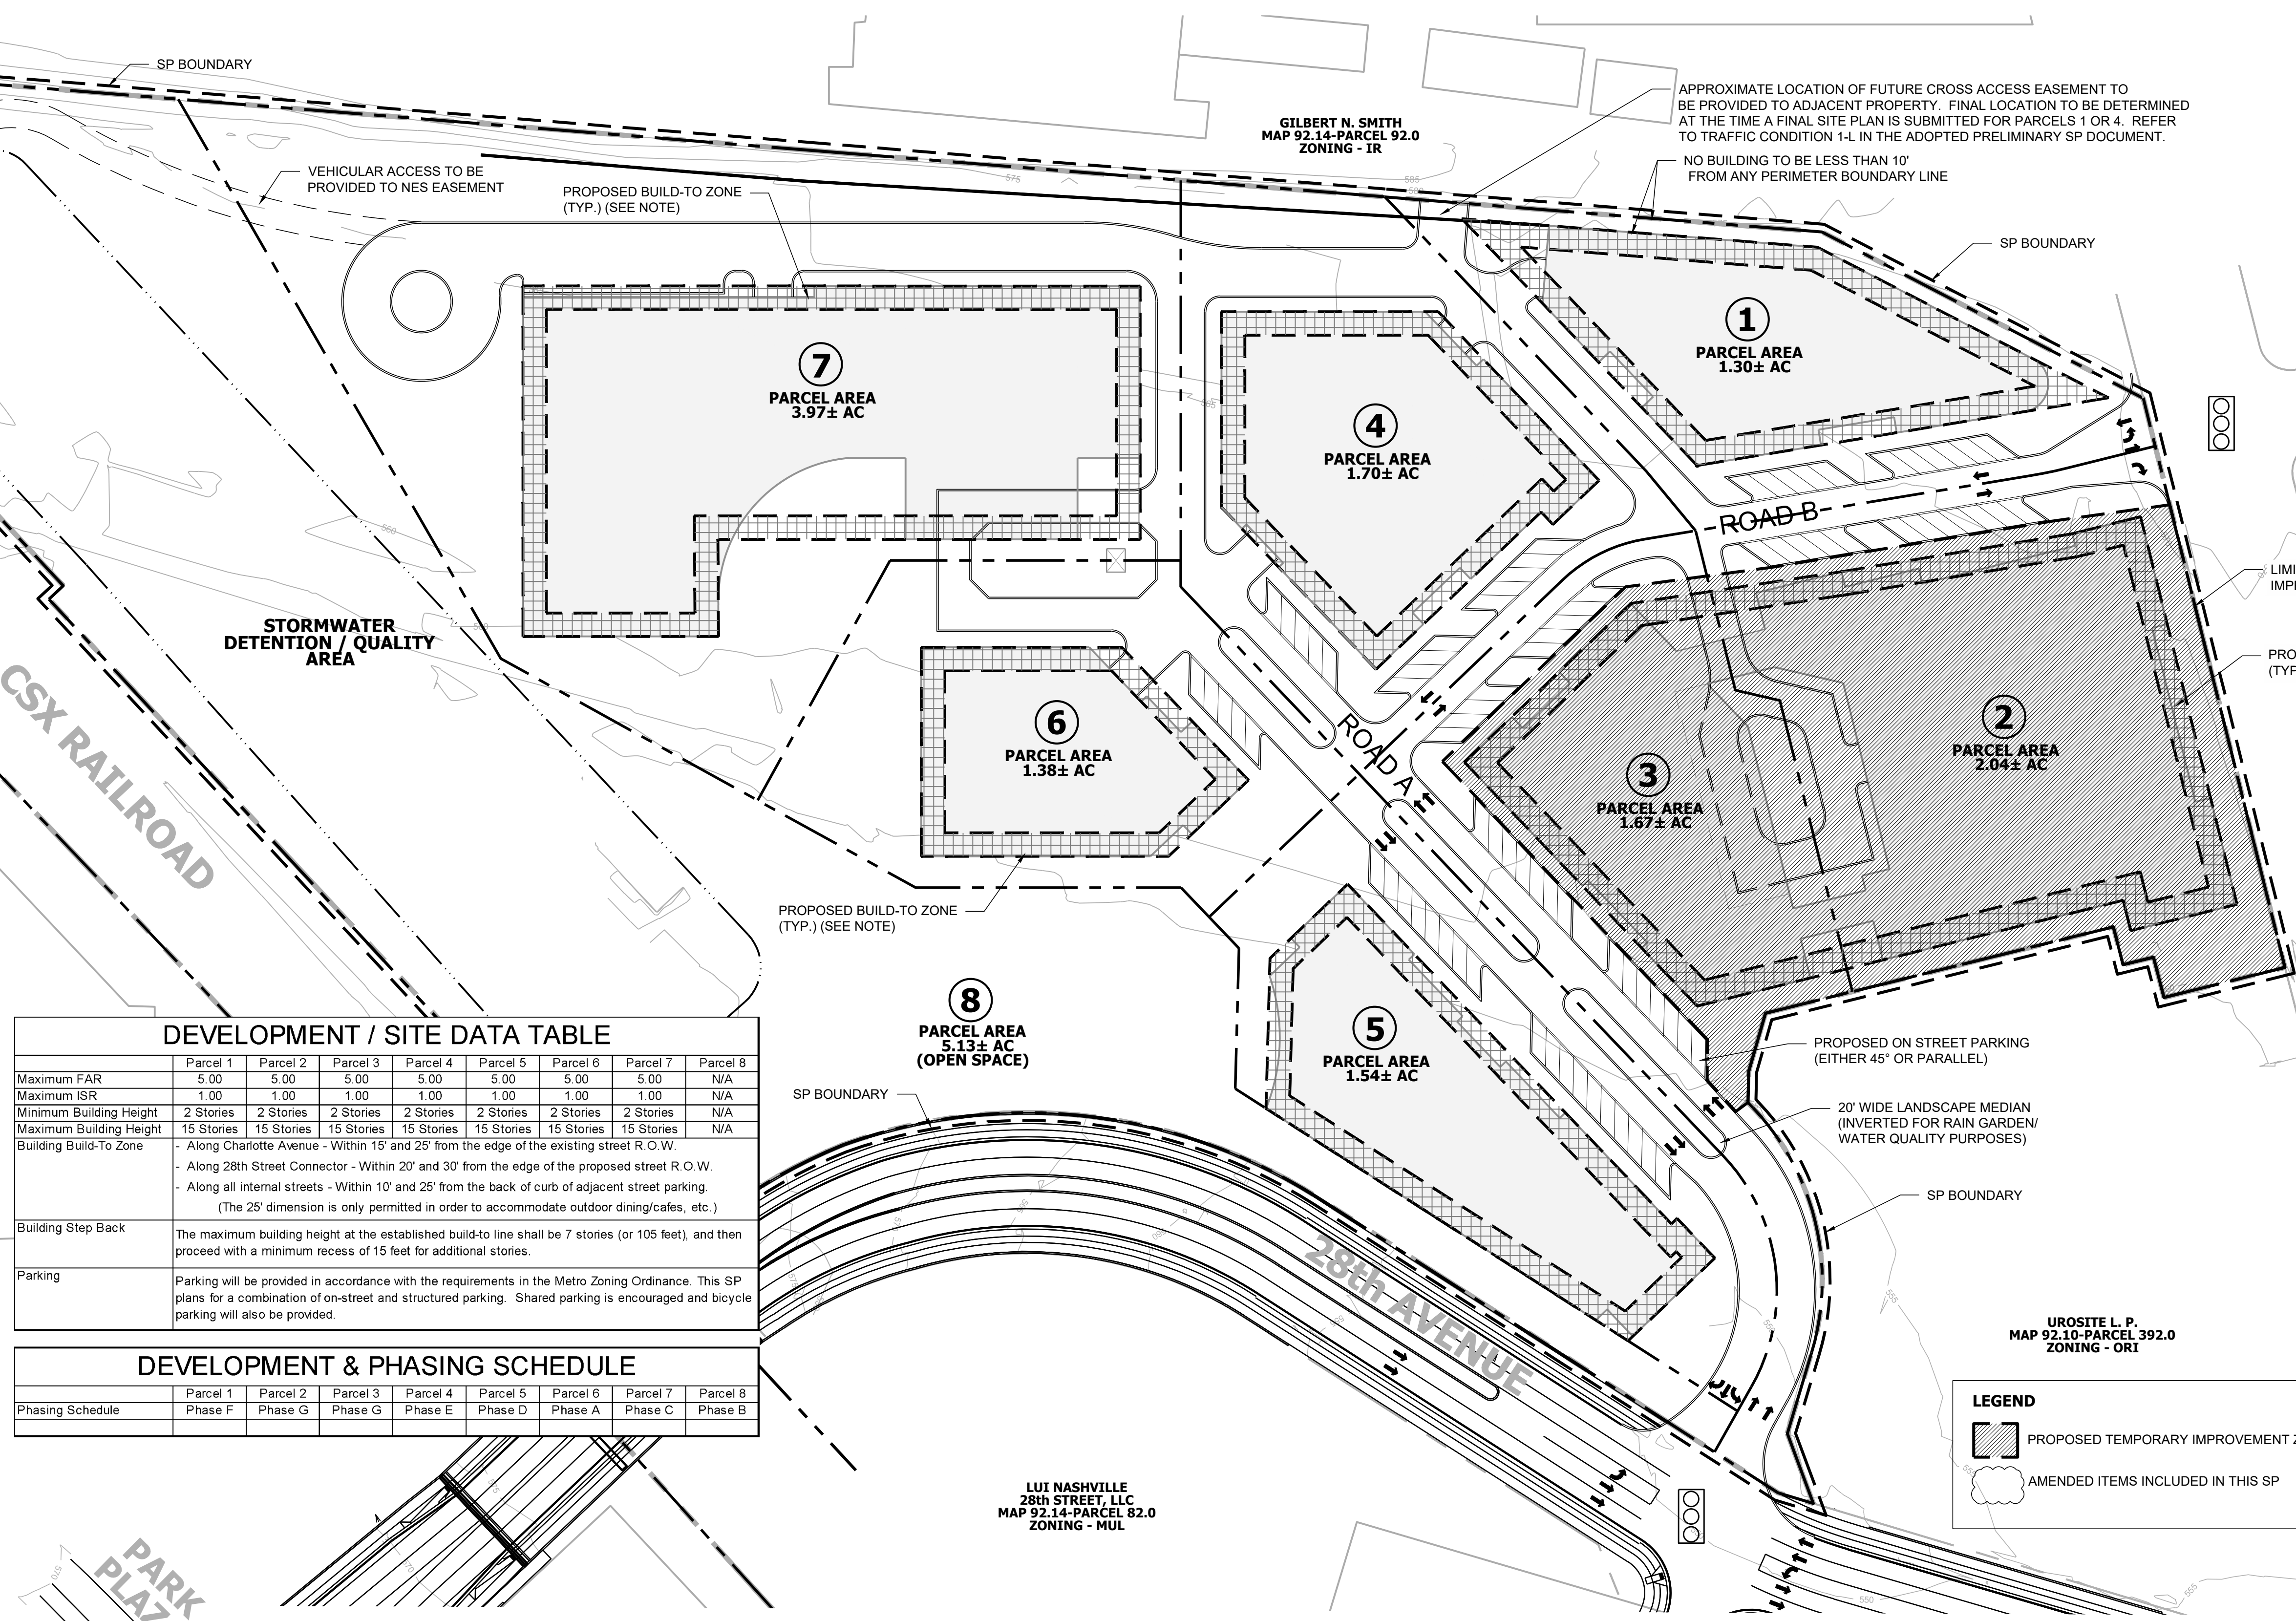 SP BOUNDARY
VEHICULAR ACCESS TO BE
PROVIDED TO NES EASEMENT
PROPOSED BUILD-TO ZONE
(TYP.) (SEE NOTE)
GILBERT N. SMITH
MAP 92.14-PARCEL 92.0
ZONING - IR
APPROXIMATE LOCATION OF FUTURE CROSS ACCESS EASEMENT TO
BE PROVIDED TO ADJACENT PROPERTY. FINAL LOCATION TO BE DETERMINED
AT THE TIME A FINAL SITE PLAN IS SUBMITTED FOR PARCELS 1 OR 4. REFER
TO TRAFFIC CONDITION 1-L IN THE ADOPTED PRELIMINARY SP DOCUMENT.
NO BUILDING TO BE LESS THAN 10'
FROM ANY PERIMETER BOUNDARY LINE
SP BOUNDARY
575
585
580
1
PARCEL AREA
1.30± AC
7
PARCEL AREA
3.97± AC
4
PARCEL AREA
1.70± AC
565
560
ROAD B
LIMI
IMP
PRO
(TYP
STORMWATER
DETENTION / QUALITY
AREA
CSX RAILROAD
6
PARCEL AREA
1.38± AC
ROAD A
3
PARCEL AREA
1.67± AC
2
PARCEL AREA
2.04± AC
PROPOSED BUILD-TO ZONE
(TYP.) (SEE NOTE)
8
PARCEL AREA
5.13± AC
(OPEN SPACE)
5
PARCEL AREA
1.54± AC
PROPOSED ON STREET PARKING
(EITHER 45° OR PARALLEL)
SP BOUNDARY
20' WIDE LANDSCAPE MEDIAN
(INVERTED FOR RAIN GARDEN/
WATER QUALITY PURPOSES)
SP BOUNDARY
28th AVENUE
DEVELOPMENT / SITE DATA TABLE
Parcel 1 Parcel 2 Parcel 3 Parcel 4 Parcel 5 Parcel 6 Parcel 7 Parcel 8
Maximum FAR 5.00 5.00 5.00 5.00 5.00 5.00 5.00 N/A
Maximum ISR 1.00 1.00 1.00 1.00 1.00 1.00 1.00 N/A
Minimum Building Height 2 Stories 2 Stories 2 Stories 2 Stories 2 Stories 2 Stories 2 Stories N/A
Maximum Building Height 15 Stories 15 Stories 15 Stories 15 Stories 15 Stories 15 Stories 15 Stories N/A
Building Build-To Zone - Along Charlotte Avenue - Within 15' and 25' from the edge of the existing street R.O.W.
- Along 28th Street Connector - Within 20' and 30' from the edge of the proposed street R.O.W.
- Along all internal streets - Within 10' and 25' from the back of curb of adjacent street parking.
(The 25' dimension is only permitted in order to accommodate outdoor dining/cafes, etc.)
Building Step Back
The maximum building height at the established build-to line shall be 7 stories (or 105 feet), and then
proceed with a minimum recess of 15 feet for additional stories.
Parking
Parking will be provided in accordance with the requirements in the Metro Zoning Ordinance. This SP
plans for a combination of on-street and structured parking. Shared parking is encouraged and bicycle
parking will also be provided.
DEVELOPMENT & PHASING SCHEDULE
Parcel 1 Parcel 2 Parcel 3 Parcel 4 Parcel 5 Parcel 6 Parcel 7 Parcel 8
Phasing Schedule Phase F Phase G Phase G Phase E Phase D Phase A Phase C Phase B
UROSITE L. P.
MAP 92.10-PARCEL 392.0
ZONING - ORI
LEGEND
PROPOSED TEMPORARY IMPROVEMENT
AMENDED ITEMS INCLUDED IN THIS SP
LUI NASHVILLE
28th STREET, LLC
MAP 92.14-PARCEL 82.0
ZONING - MUL
PARK
PLAZ
570
555
550
555